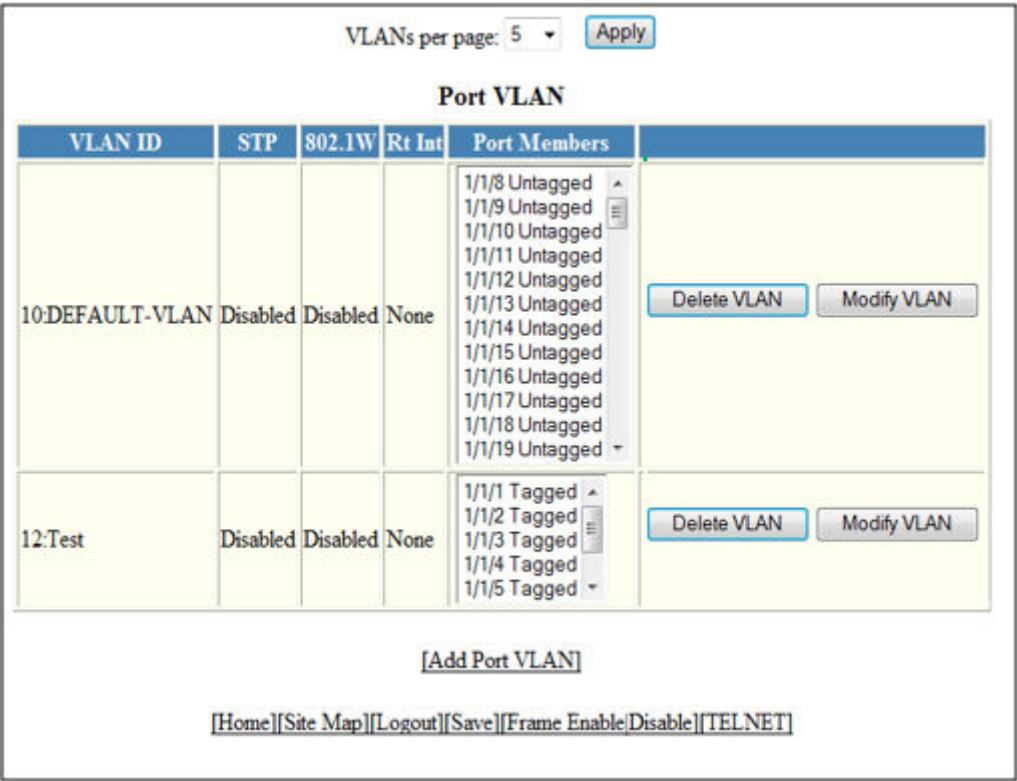 VLANs per page: 5 Apply
Port VLAN
VLAN ID STP 802.1W Rt Int Port Members
10:DEFAULT-VLAN Disabled Disabled None
1/1/8 Untagged
1/1/9 Untagged
1/1/10 Untagged
1/1/11 Untagged
1/1/12 Untagged
1/1/13 Untagged
1/1/14 Untagged
1/1/15 Untagged
1/1/16 Untagged
1/1/17 Untagged
1/1/18 Untagged
1/1/19 Untagged
Delete VLAN Modify VLAN
12:Test Disabled Disabled None
1/1/1 Tagged
1/1/2 Tagged
1/1/3 Tagged
1/1/4 Tagged
1/1/5 Tagged
Delete VLAN Modify VLAN
[Add Port VLAN]
[Home][Site Map][Logout][Save][Frame Enable|Disable][TELNET]